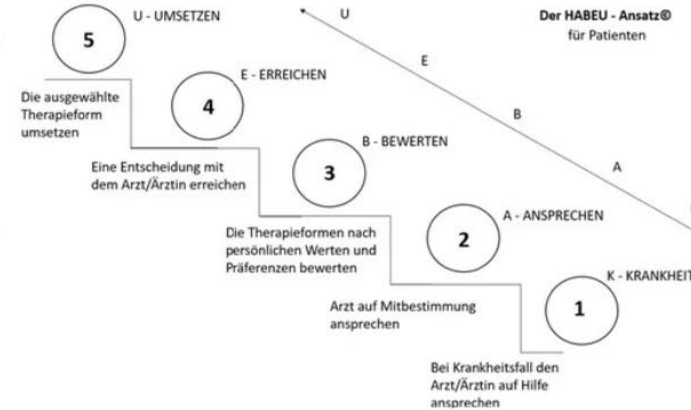 Der HABEU - Ansatz©
für Patienten
U
E
B
A
5
U - UMSETZEN
Die ausgewählte
Therapieform
umsetzen
4
E - ERREICHEN
Eine Entscheidung mit
dem Arzt/Ärztin erreichen
3
B - BEWERTEN
Die Therapieformen nach
persönlichen Werten und
Präferenzen bewerten
2
A - ANSPRECHEN
Arzt auf Mitbestimmung
ansprechen
1
K - KRANKHEIT
Bei Krankheitsfall den
Arzt/Ärztin auf Hilfe
ansprechen